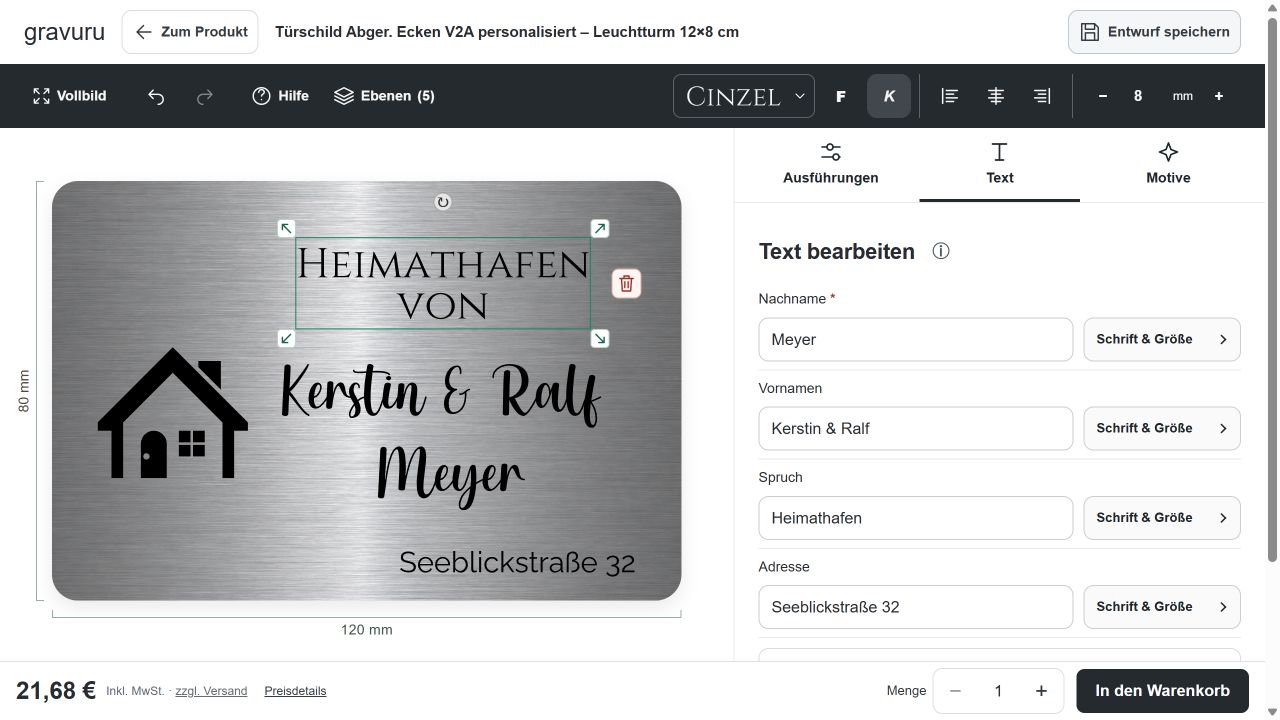 gravuru
Zum Produkt
Türschild Abger. Ecken V2A personalisiert – Leuchtturm 12×8 cm
Entwurf speichern
Vollbild
Hilfe
Ebenen (5)
Cinzel
F
K
− 8 mm +
Ausführungen
Text
Motive
80 mm
Heimathafen
von
Kerstin & Ralf
Meyer
Seeblickstraße 32
120 mm
Text bearbeiten
Nachname *
Meyer
Schrift & Größe
Vornamen
Kerstin & Ralf
Schrift & Größe
Spruch
Heimathafen
Schrift & Größe
Adresse
Seeblickstraße 32
Schrift & Größe
21,68 € Inkl. MwSt. · zzgl. Versand Preisdetails
Menge − 1 +
In den Warenkorb